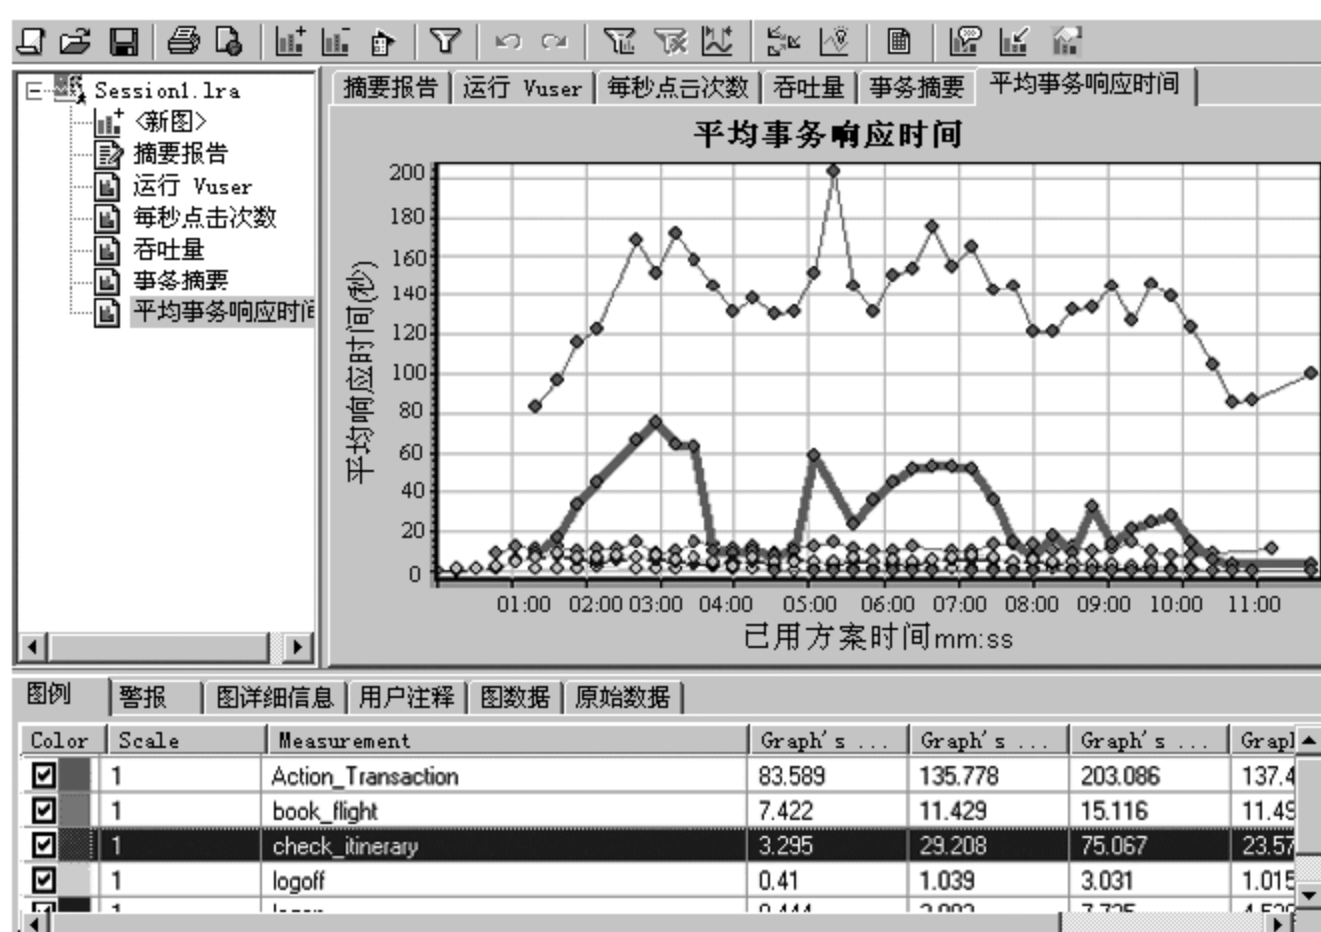 Session1.lra
<新图>
摘要报告
运行 Vuser
每秒点击次数
吞吐量
事务摘要
平均事务响应时间
摘要报告 运行 Vuser 每秒点击次数 吞吐量 事务摘要 平均事务响应时间
平均事务响应时间
平均响应时间(秒)
200
180
160
140
120
100
80
60
40
20
0
01:00 02:00 03:00 04:00 05:00 06:00 07:00 08:00 09:00 10:00 11:00
已用方案时间mm:ss
图例 警报 图详细信息 用户注释 图数据 原始数据
Color Scale Measurement Graph's ... Graph's ... Graph's ... Grap
1 Action_Transaction 83.589 135.778 203.086 137.4
1 book_flight 7.422 11.429 15.116 11.49
1 check_itinerary 3.295 29.208 75.067 23.57
1 logoff 0.41 1.039 3.031 1.015